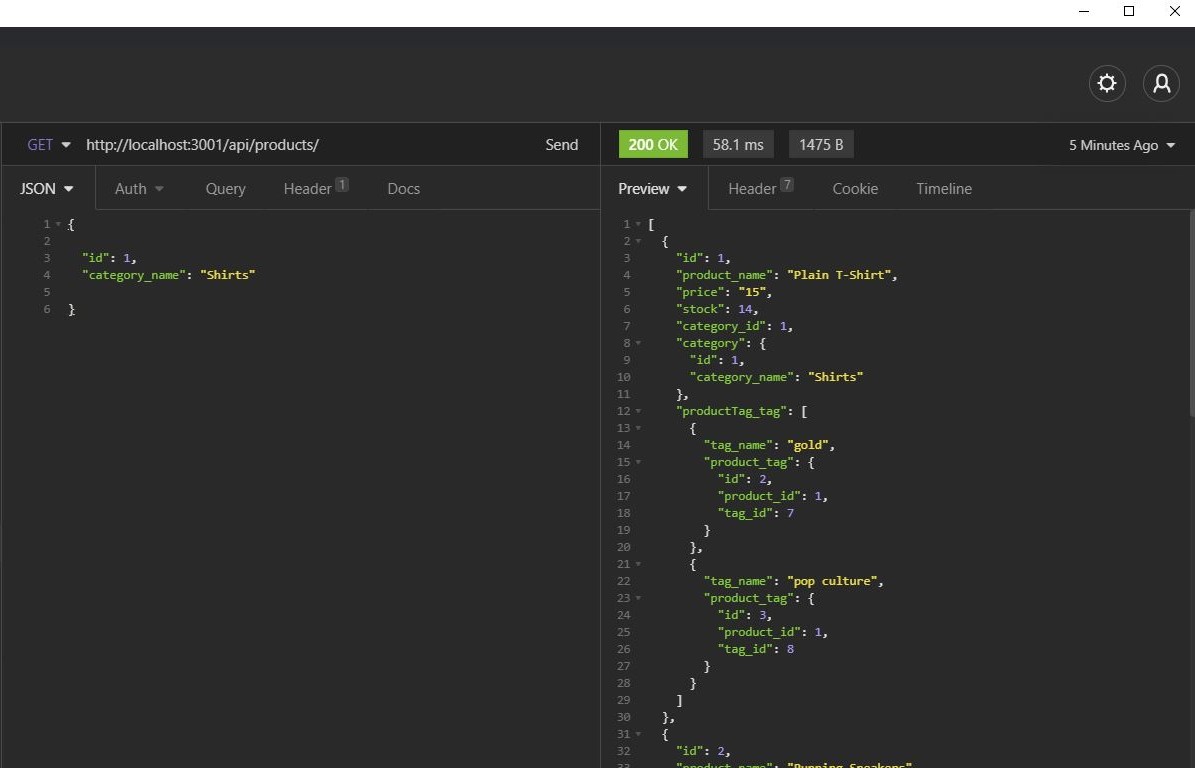 GET http://localhost:3001/api/products/ Send 200 OK 58.1 ms 1475 B 5 Minutes Ago
JSON Auth Query Header 1 Docs Preview Header 7 Cookie Timeline
1 {
2
3 "id": 1,
4 "category_name": "Shirts"
5
6 }
1 [
2 {
3 "id": 1,
4 "product_name": "Plain T-Shirt",
5 "price": "15",
6 "stock": 14,
7 "category_id": 1,
8 "category": {
9 "id": 1,
10 "category_name": "Shirts"
11 },
12 "productTag_tag": [
13 {
14 "tag_name": "gold",
15 "product_tag": {
16 "id": 2,
17 "product_id": 1,
18 "tag_id": 7
19 }
20 },
21 {
22 "tag_name": "pop culture",
23 "product_tag": {
24 "id": 3,
25 "product_id": 1,
26 "tag_id": 8
27 }
28 }
29 ]
30 },
31 {
32 "id": 2,
33 "product_name": "Running Sneakers"